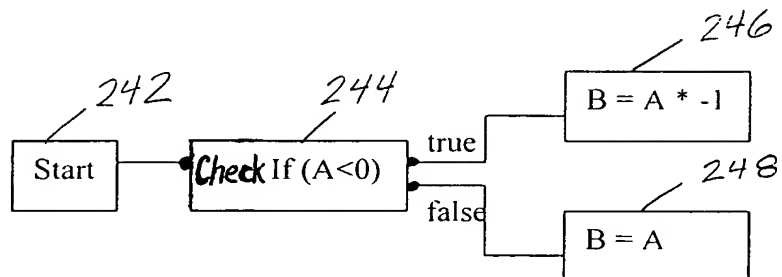 246
242
244
B = A * -1
true
Start
Check If (A<0)
248
false
B = A